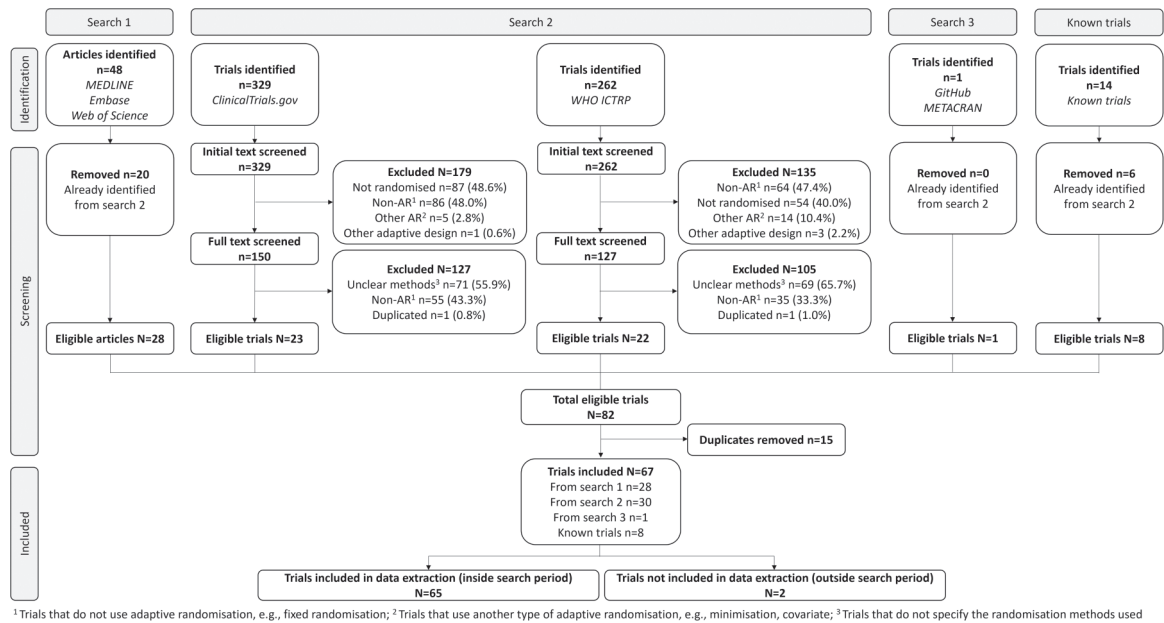 Search 1
Search 2
Search 3
Known trials
Identification
Articles identified
n=48
MEDLINE
Embase
Web of Science
Trials identified
n=329
ClinicalTrials.gov
Trials identified
n=262
WHO ICTRP
Trials identified
n=1
GitHub
METACRAN
Trials identified
n=14
Known trials
Screening
Removed n=20
Already identified
from search 2
Initial text screened
n=329
Excluded N=179
Not randomised n=87 (48.6%)
Non-AR¹ n=86 (48.0%)
Other AR² n=5 (2.8%)
Other adaptive design n=1 (0.6%)
Full text screened
n=150
Excluded N=127
Unclear methods³ n=71 (55.9%)
Non-AR¹ n=55 (43.3%)
Duplicated n=1 (0.8%)
Initial text screened
n=262
Excluded N=135
Non-AR¹ n=64 (47.4%)
Not randomised n=54 (40.0%)
Other AR² n=14 (10.4%)
Other adaptive design n=3 (2.2%)
Full text screened
n=127
Excluded N=105
Unclear methods³ n=69 (65.7%)
Non-AR¹ n=35 (33.3%)
Duplicated n=1 (1.0%)
Removed n=0
Already identified
from search 2
Removed n=6
Already identified
from search 2
Eligible articles N=28
Eligible trials N=23
Eligible trials N=22
Eligible trials N=1
Eligible trials N=8
Total eligible trials
N=82
Duplicates removed n=15
Included
Trials included N=67
From search 1 n=28
From search 2 n=30
From search 3 n=1
Known trials n=8
Trials included in data extraction (inside search period)
N=65
Trials not included in data extraction (outside search period)
N=2
¹ Trials that do not use adaptive randomisation, e.g., fixed randomisation; ² Trials that use another type of adaptive randomisation, e.g., minimisation, covariate; ³ Trials that do not specify the randomisation methods used